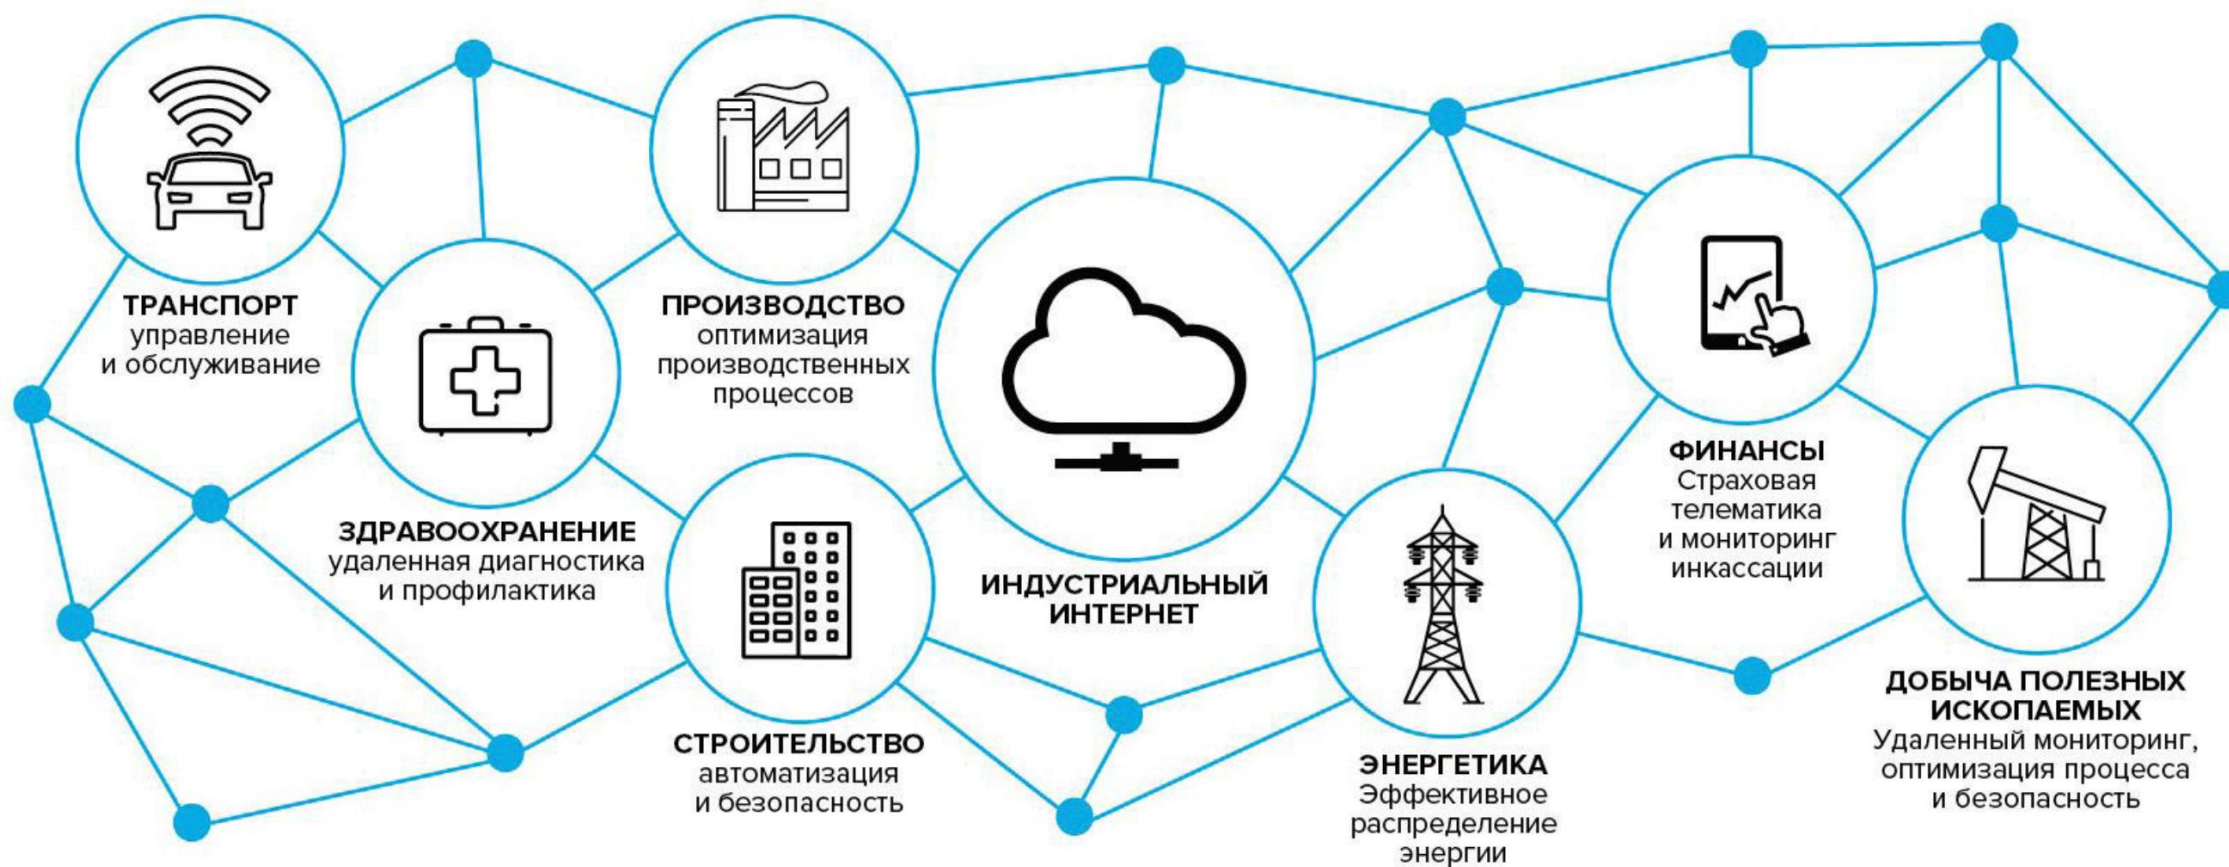 ТРАНСПОРТ
управление
и обслуживание
ЗДРАВООХРАНЕНИЕ
удаленная диагностика
и профилактика
ПРОИЗВОДСТВО
оптимизация
производственных
процессов
СТРОИТЕЛЬСТВО
автоматизация
и безопасность
ИНДУСТРИАЛЬНЫЙ
ИНТЕРНЕТ
ЭНЕРГЕТИКА
Эффективное
распределение
энергии
ФИНАНСЫ
Страховая
телематика
и мониторинг
инкассации
ДОБЫЧА ПОЛЕЗНЫХ
ИСКОПАЕМЫХ
Удаленный мониторинг,
оптимизация процесса
и безопасность